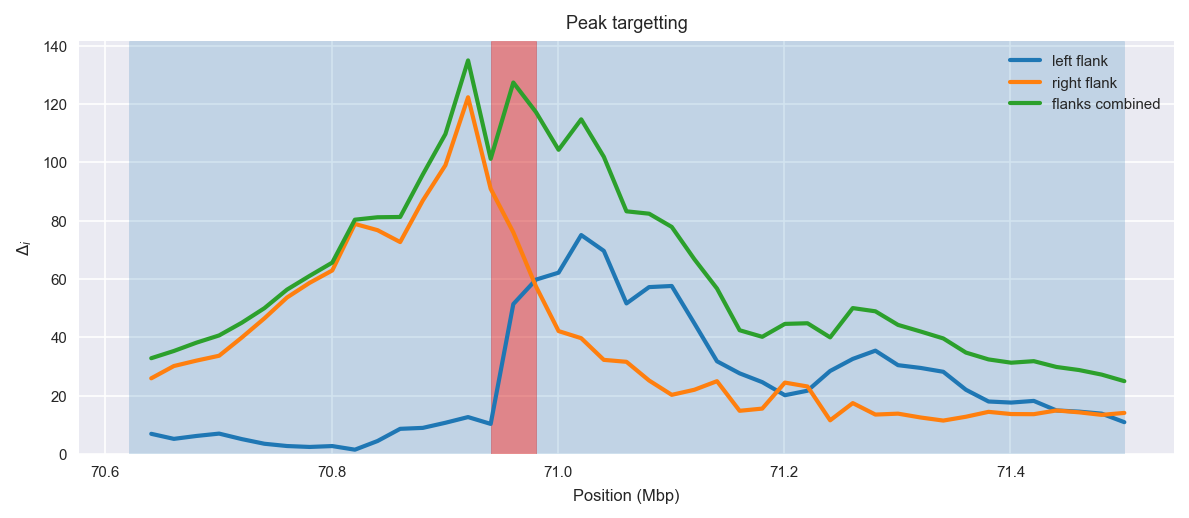 Peak targetting
140
120
100
80
60
40
20
0
Δi
left flank
right flank
flanks combined
70.6
70.8
71.0
71.2
71.4
Position (Mbp)